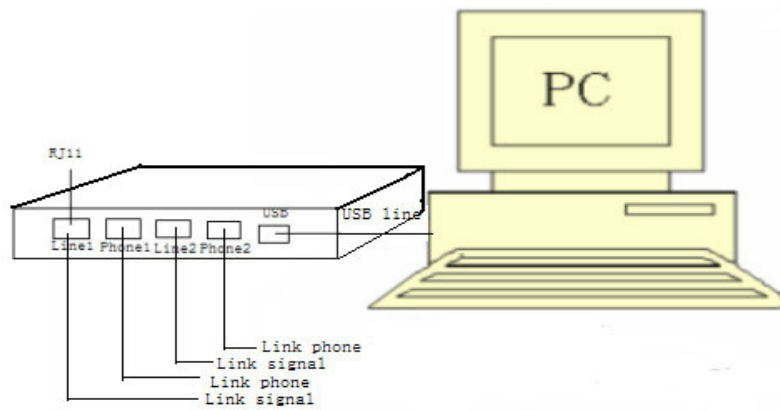 PC
RJ11
USB
USB line
Line1
Phone1
Line2
Phone2
Link phone
Link signal
Link phone
Link signal